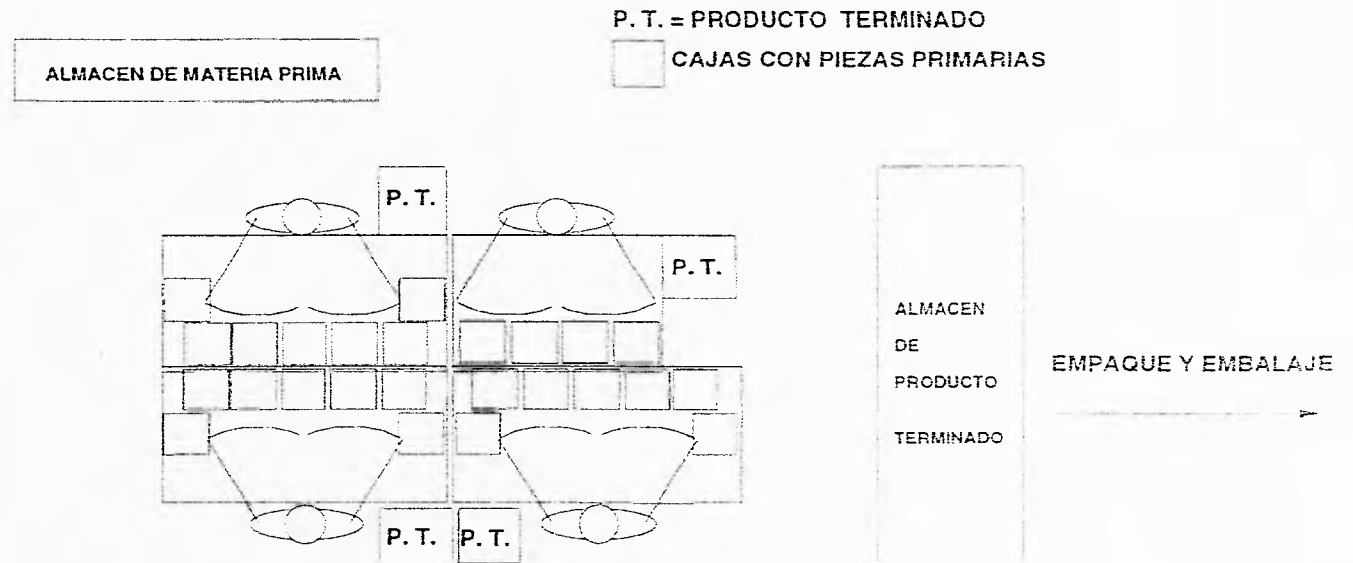 P. T. = PRODUCTO TERMINADO
CAJAS CON PIEZAS PRIMARIAS
ALMACEN DE MATERIA PRIMA
P. T.
P. T.
ALMACEN
DE
PRODUCTO
TERMINADO
EMPAQUE Y EMBALAJE
P. T.
P. T.